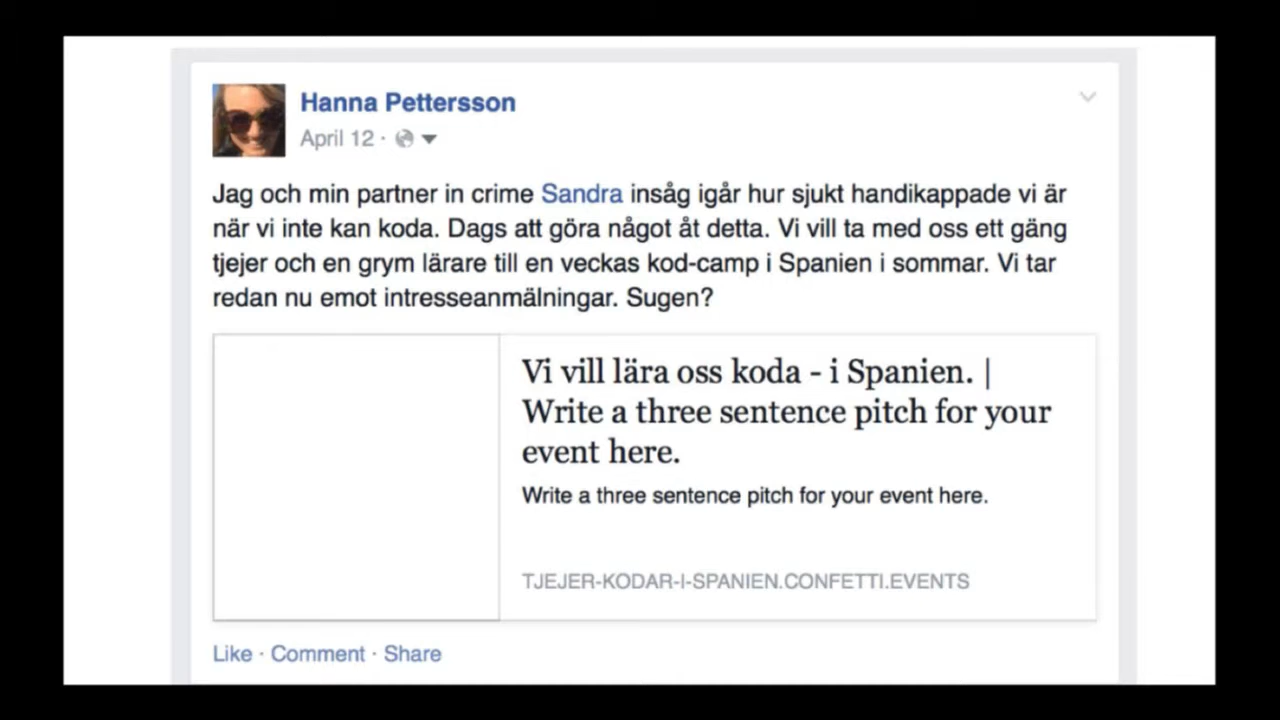 Hanna Pettersson
April 12 ·
Jag och min partner in crime Sandra insåg igår hur sjukt handikappade vi är
när vi inte kan koda. Dags att göra något åt detta. Vi vill ta med oss ett gäng
tjejer och en grym lärare till en veckas kod-camp i Spanien i sommar. Vi tar
redan nu emot intresseanmälningar. Sugen?
Vi vill lära oss koda - i Spanien. |
Write a three sentence pitch for your
event here.
Write a three sentence pitch for your event here.
TJEJER-KODAR-I-SPANIEN.CONFETTI.EVENTS
Like · Comment · Share